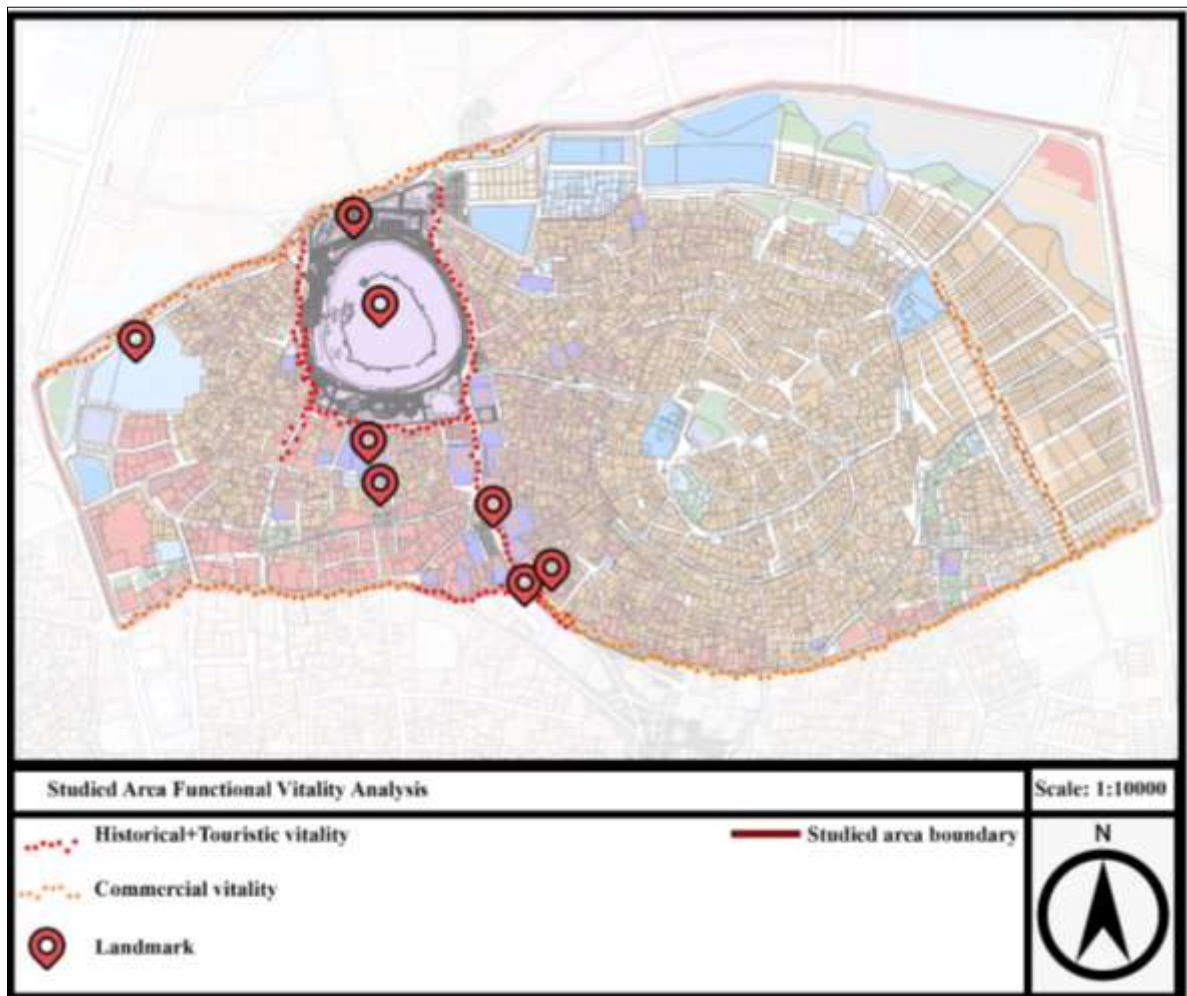 Studied Area Functional Vitality Analysis
Scale: 1:10000
Historical+Touristic vitality
Studied area boundary
N
Commercial vitality
Landmark